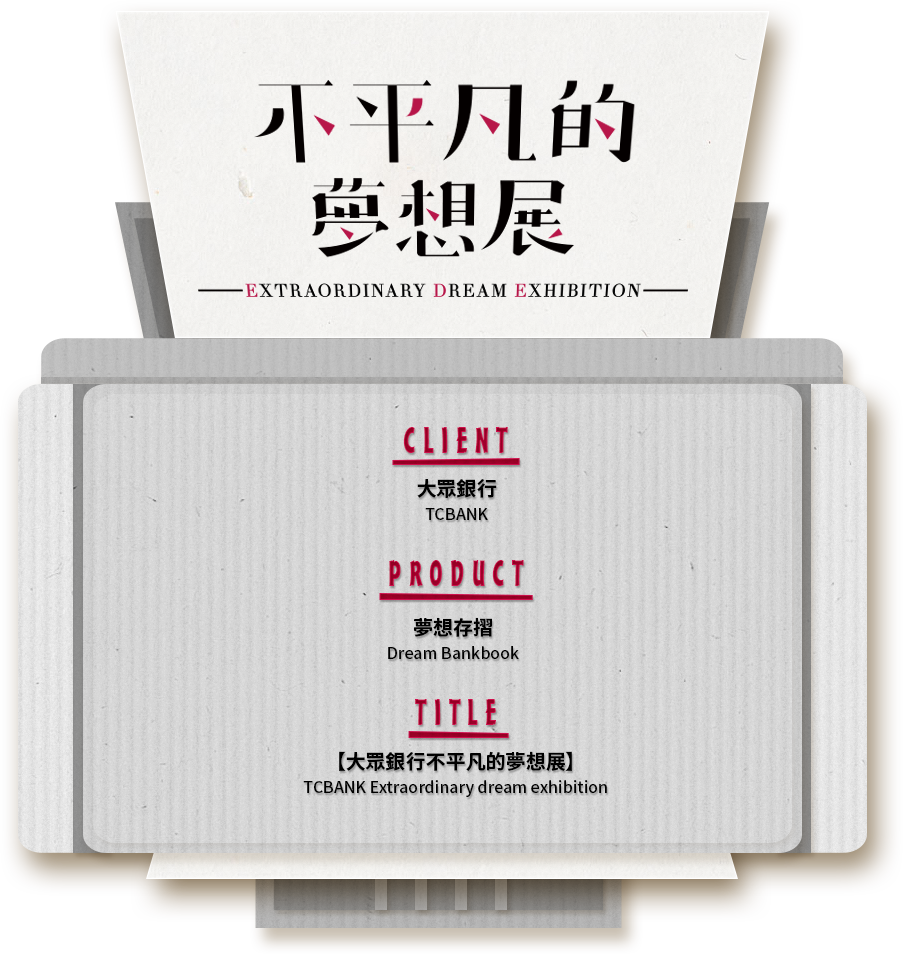 不平凡的
夢想展
EXTRAORDINARY DREAM EXHIBITION
CLIENT
大眾銀行
TCBANK
PRODUCT
夢想存摺
Dream Bankbook
TITLE
【大眾銀行不平凡的夢想展】
TCBANK Extraordinary dream exhibition